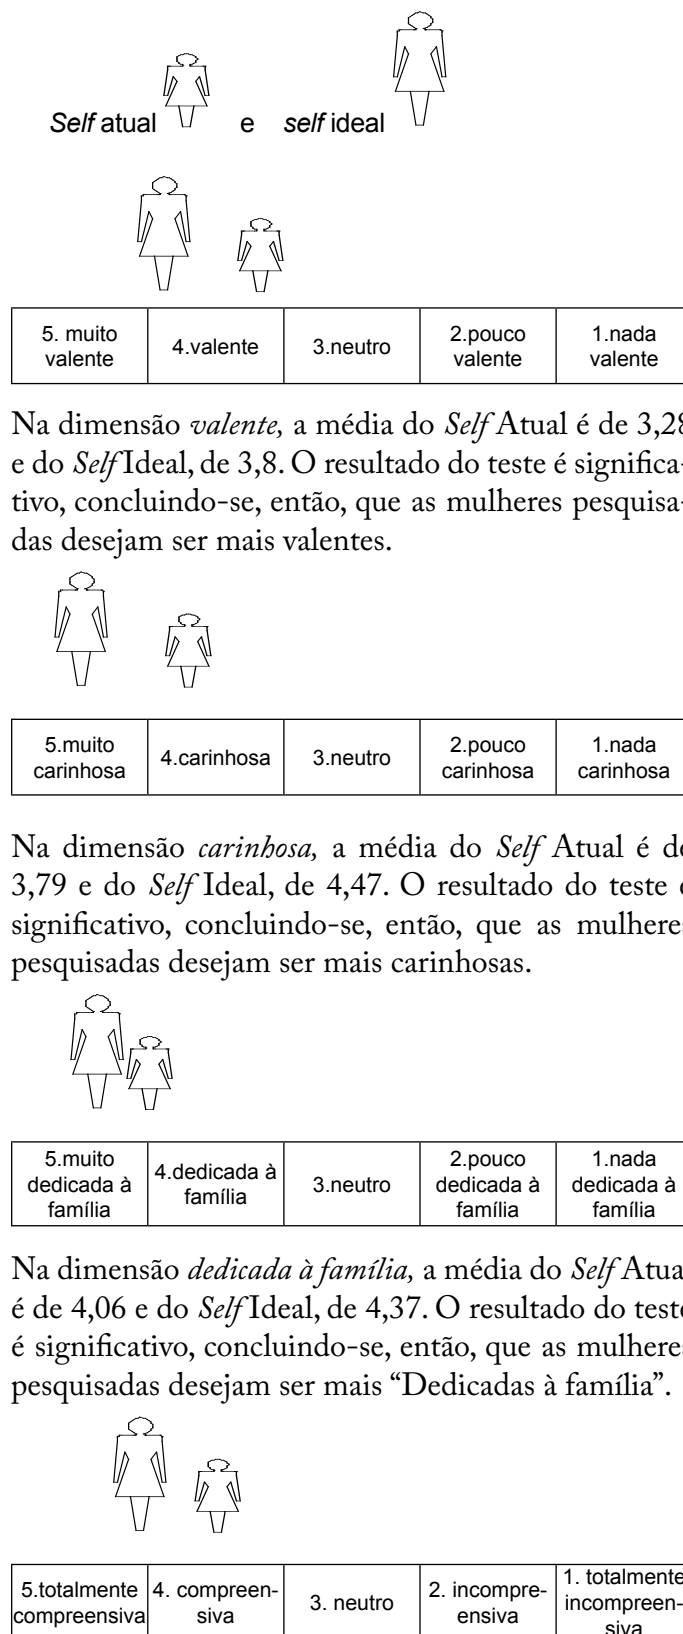 Self atual e self ideal
5. muito valente 4.valente 3.neutro 2.pouco valente 1.nada valente
Na dimensão valente, a média do Self Atual é de 3,28
e do Self Ideal, de 3,8. O resultado do teste é significa-
tivo, concluindo-se, então, que as mulheres pesquisa-
das desejam ser mais valentes.
5.muito carinhosa 4.carinhosa 3.neutro 2.pouco carinhosa 1.nada carinhosa
Na dimensão carinhosa, a média do Self Atual é de
3,79 e do Self Ideal, de 4,47. O resultado do teste é
significativo, concluindo-se, então, que as mulheres
pesquisadas desejam ser mais carinhosas.
5.muito dedicada à família 4.dedicada à família 3.neutro 2.pouco dedicada à família 1.nada dedicada à família
Na dimensão dedicada à família, a média do Self Atual
é de 4,06 e do Self Ideal, de 4,37. O resultado do teste
é significativo, concluindo-se, então, que as mulheres
pesquisadas desejam ser mais “Dedicadas à família”.
5.totalmente compreensiva 4. compreen-siva 3. neutro 2. incompre-ensiva 1. totalmente incompreen-siva